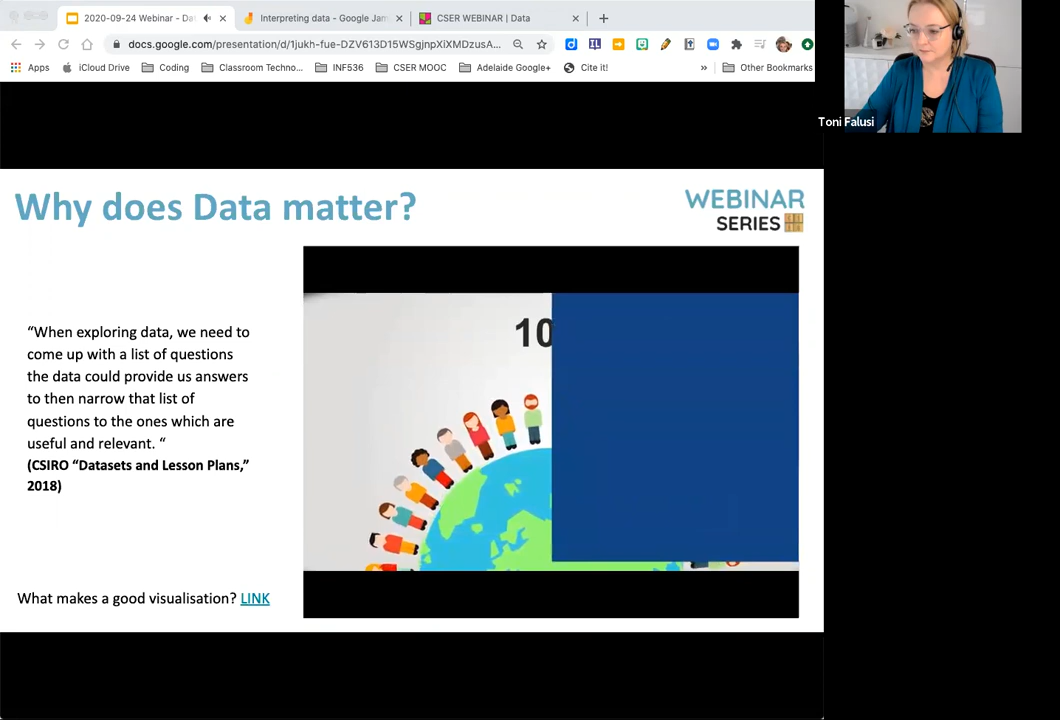 2020-09-24 Webinar - Da
Interpreting data - Google Jam
CSER WEBINAR | Data
docs.google.com/presentation/d/1jukh-fue-DZV613D15WSgjnpXiXMDzusA...
Apps
iCloud Drive
Coding
Classroom Techno...
INF536
CSER MOOC
Adelaide Google+
Cite it!
»
Other Bookmarks
Toni Falusi
Why does Data matter?
WEBINAR
SERIES
10
“When exploring data, we need to
come up with a list of questions
the data could provide us answers
to then narrow that list of
questions to the ones which are
useful and relevant. “
(CSIRO “Datasets and Lesson Plans,”
2018)
What makes a good visualisation? LINK